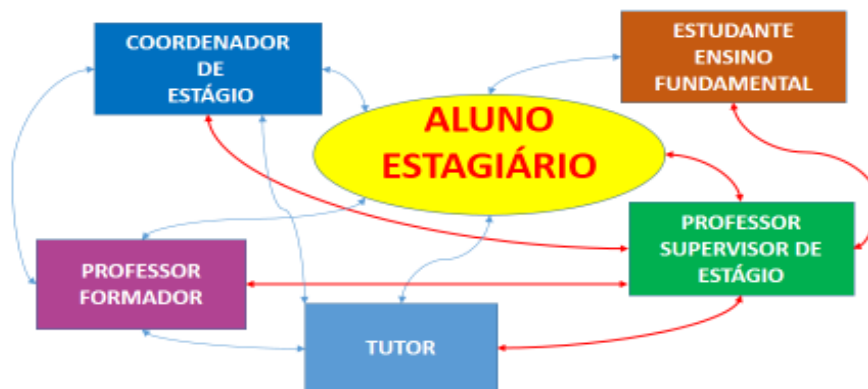 COORDENADOR
DE
ESTÁGIO
ESTUDANTE
ENSINO
FUNDAMENTAL
ALUNO
ESTAGIÁRIO
PROFESSOR
SUPERVISOR DE
ESTÁGIO
PROFESSOR
FORMADOR
TUTOR